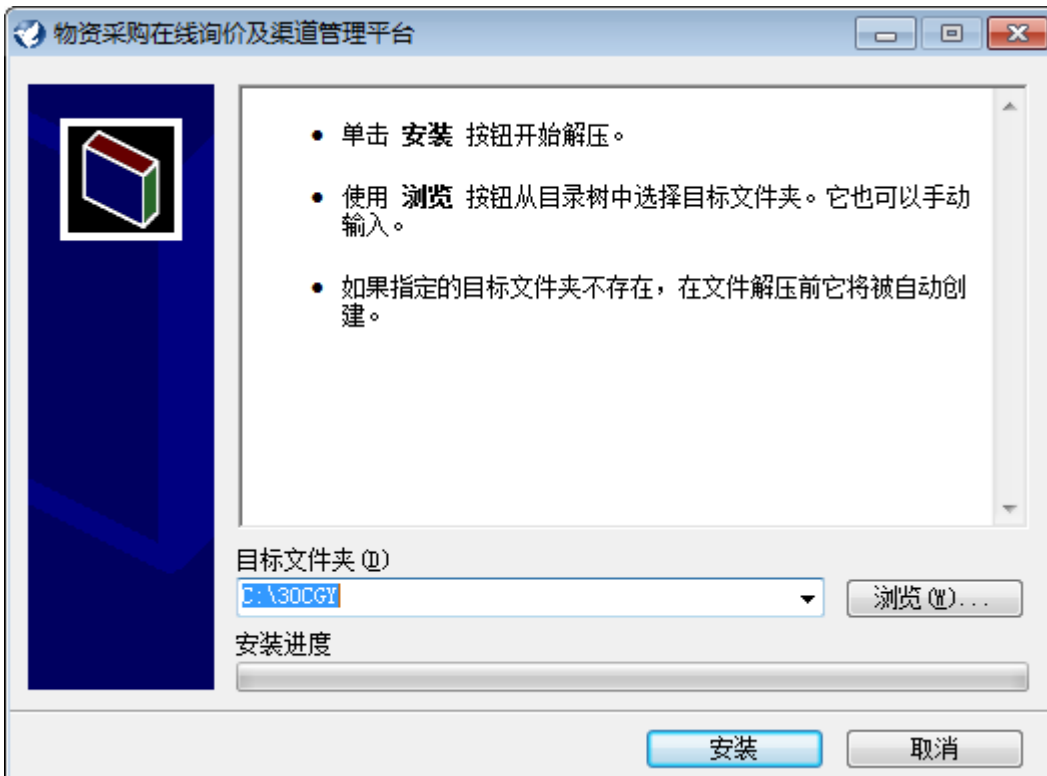 物资采购在线询价及渠道管理平台
单击 安装 按钮开始解压。
使用 浏览 按钮从目录树中选择目标文件夹。它也可以手动
输入。
如果指定的目标文件夹不存在，在文件解压前它将被自动创
建。
目标文件夹(D)
C:\30CGY
浏览(W)...
安装进度
安装
取消